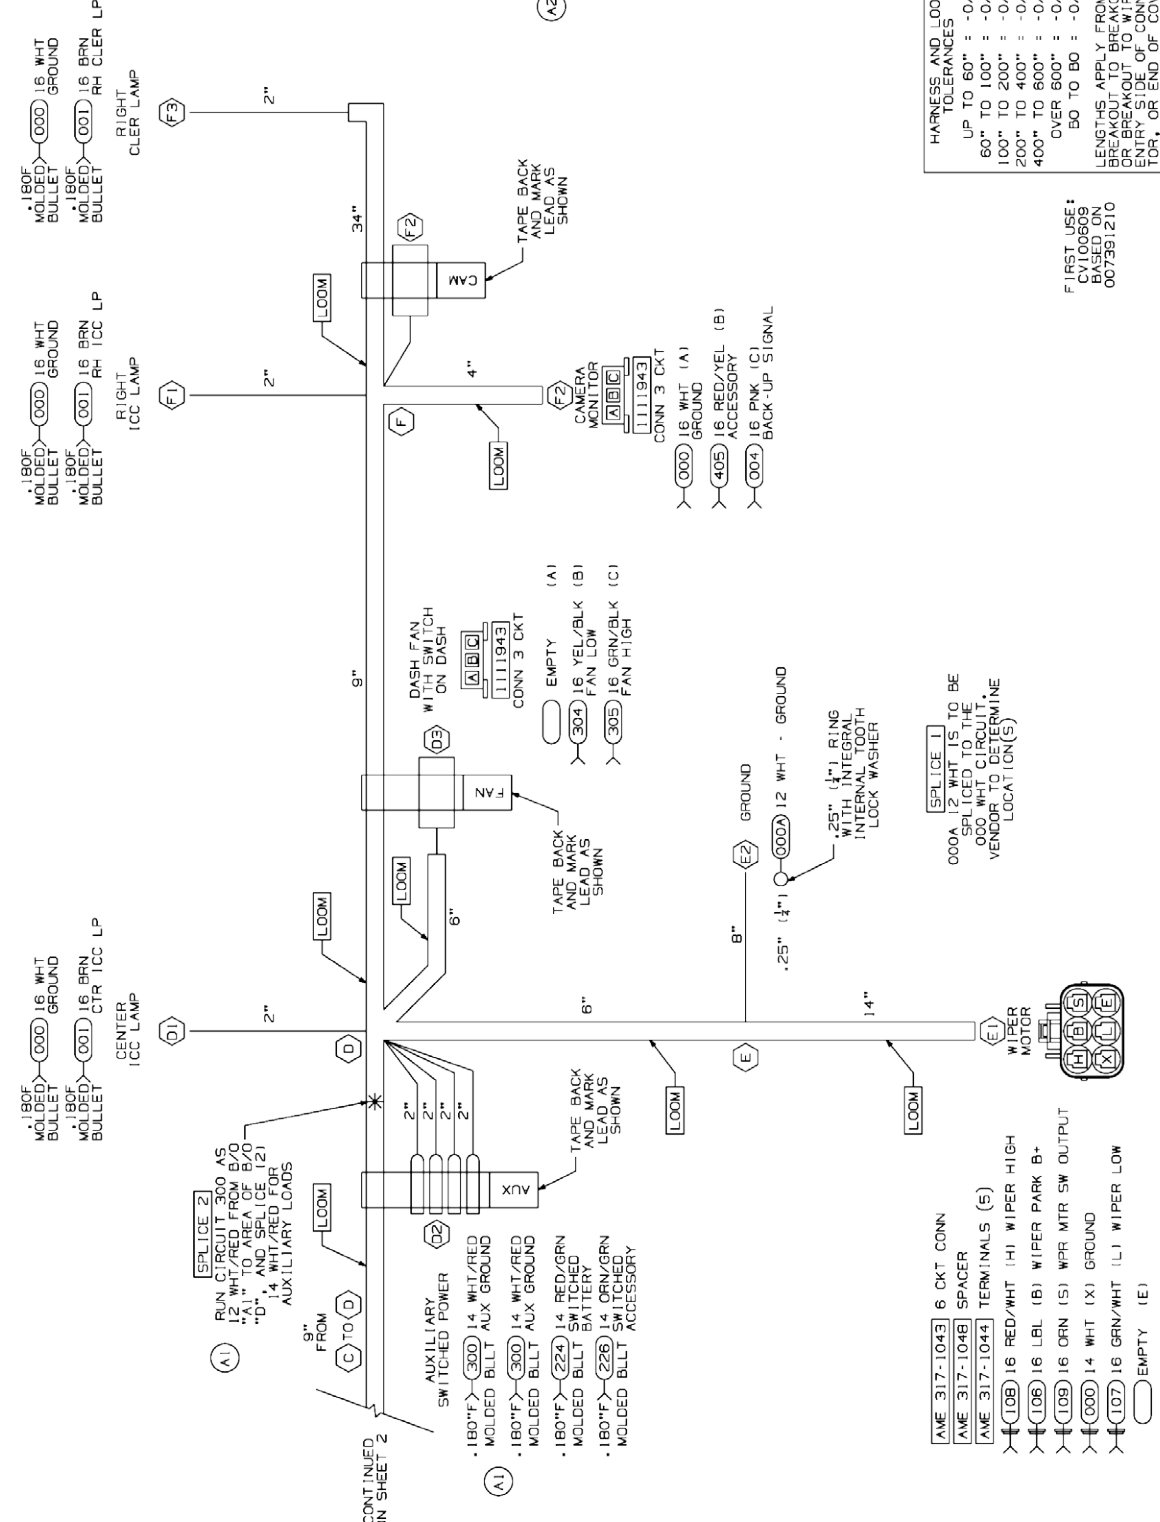 .180F
MOLDED 000 16 WHT
BULLET GROUND
.180F
MOLDED 001 16 BRN
BULLET CTR ICC LP
CENTER
ICC LAMP
D1
2"
.180F
MOLDED 000 16 WHT
BULLET GROUND
.180F
MOLDED 001 16 BRN
BULLET RH ICC LP
RIGHT
ICC LAMP
F1
2"
.180F
MOLDED 000 16 WHT
BULLET GROUND
.180F
MOLDED 001 16 BRN
BULLET RH CLER LP
RIGHT
CLER LAMP
F3
2"
A1
SPLICE 2
RUN CIRCUIT 300 AS
12 WHT/RED FROM B/O
"A1" TO AREA OF B/O
"D", AND SPLICE (2)
14 WHT/RED FOR
AUXILIARY LOADS
LOOM
9"
FROM
C TO D
CONTINUED
SHEET 2
D
LOOM
9"
LOOM
34"
F
F2
CAM
TAPE BACK
AND MARK
LEAD AS
SHOWN
2"
2"
2"
2"
AUX
TAPE BACK
AND MARK
LEAD AS
SHOWN
D2
AUXILIARY
SWITCHED POWER
.180"F 300 14 WHT/RED
MOLDED BLLT AUX GROUND
.180"F 300 14 WHT/RED
MOLDED BLLT AUX GROUND
.180"F 224 14 RED/GRN
MOLDED BLLT SWITCHED
BATTERY
.180"F 226 14 ORN/GRN
MOLDED BLLT SWITCHED
ACCESSORY
A1
LOOM
6"
FAN
TAPE BACK
AND MARK
LEAD AS
SHOWN
D3
DASH FAN
WITH SWITCH
ON DASH
A B C
1111943
CONN 3 CKT
EMPTY (A)
304 16 YEL/BLK (B)
FAN LOW
305 16 GRN/BLK (C)
FAN HIGH
LOOM
4"
F2
CAMERA
MONITOR
A B C
1111943
CONN 3 CKT
000 16 WHT (A)
GROUND
405 16 RED/YEL (B)
ACCESSORY
004 16 PNK (C)
BACK-UP SIGNAL
6"
LOOM
E
8"
E2 GROUND
.25" (¼") 000A 12 WHT - GROUND
.25" (¼") RING
WITH INTEGRAL
INTERNAL TOOTH
LOCK WASHER
14"
LOOM
E1
WIPER
MOTOR
H B S
X L E
AME 317-1043 6 CKT CONN
AME 317-1048 SPACER
AME 317-1044 TERMINALS (5)
108 16 RED/WHT (H) WIPER HIGH
106 16 LBL (B) WIPER PARK B+
109 16 ORN (S) WPR MTR SW OUTPUT
000 14 WHT (X) GROUND
107 16 GRN/WHT (L) WIPER LOW
EMPTY (E)
SPLICE 1
000A 12 WHT IS TO BE
SPLICED TO THE
000 WHT CIRCUIT.
VENDOR TO DETERMINE
LOCATION(S)
FIRST USE:
CV100609
BASED ON
007391210
HARNESS AND
TOLERANCES
UP TO 60" =
60" TO 100" =
100" TO 200" =
200" TO 400" =
400" TO 600" =
OVER 600" =
BO TO BO =
LENGTHS APPLY FROM
BREAKOUT TO
OR BREAKOUT TO
ENTRY SIDE OF
TOR, OR END OF